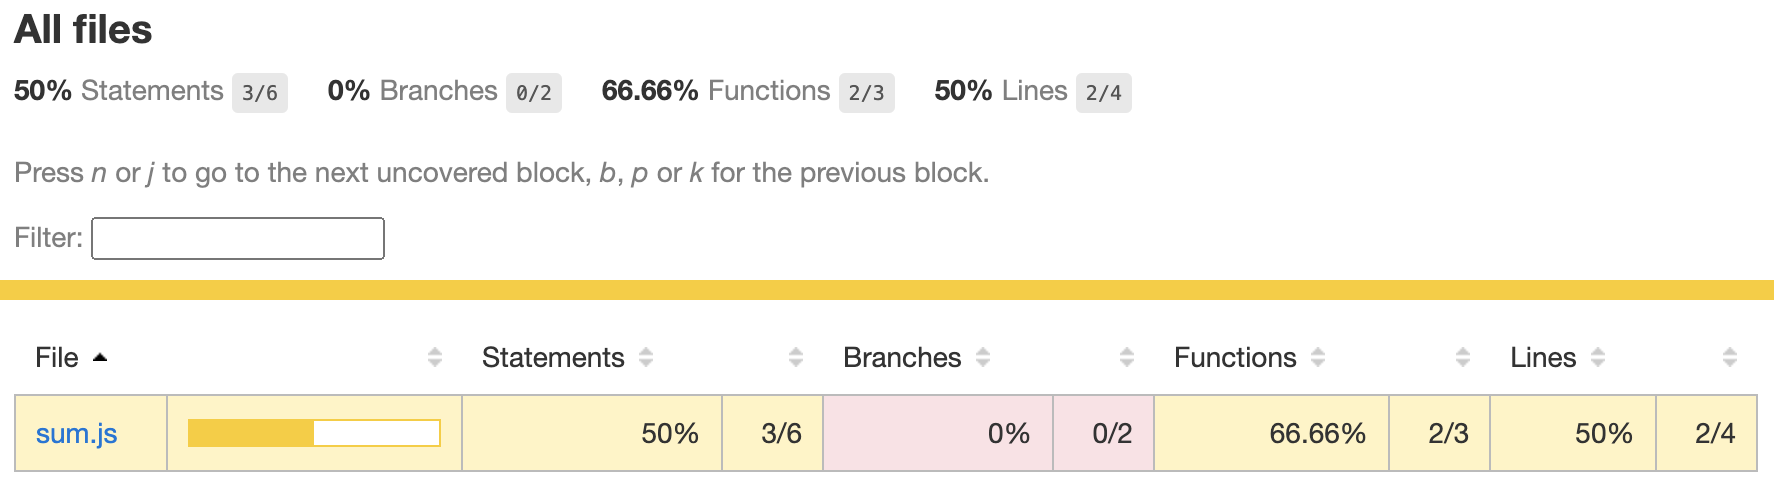 All files
50% Statements 3/6 0% Branches 0/2 66.66% Functions 2/3 50% Lines 2/4
Press n or j to go to the next uncovered block, b, p or k for the previous block.
Filter:
File Statements Branches Functions Lines
sum.js 50% 3/6 0% 0/2 66.66% 2/3 50% 2/4